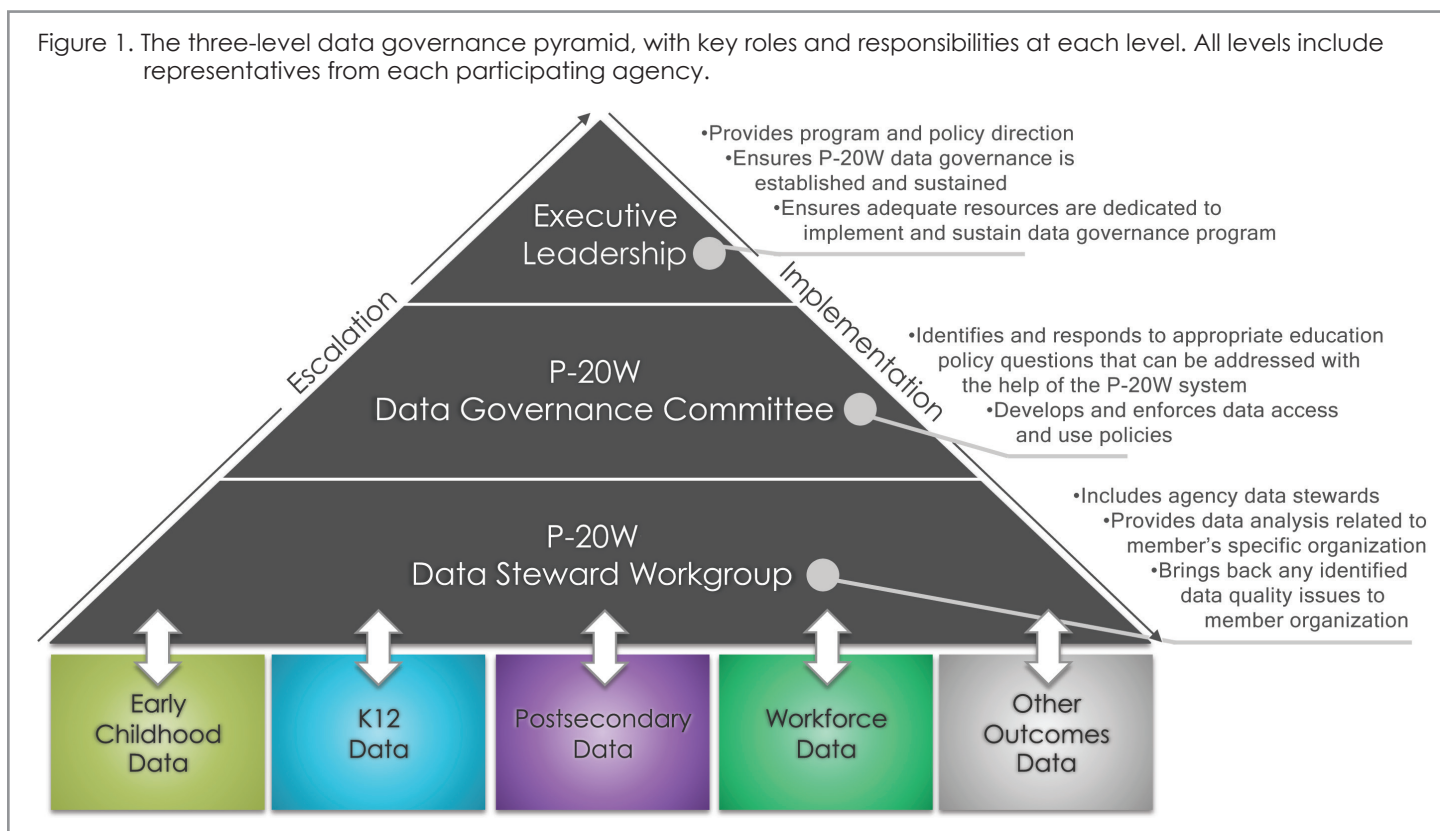 Figure 1. The three-level data governance pyramid, with key roles and responsibilities at each level. All levels include
representatives from each participating agency.
•Provides program and policy direction
•Ensures P-20W data governance is
established and sustained
•Ensures adequate resources are dedicated to
implement and sustain data governance program
Executive
Leadership
Escalation
Implementation
•Identifies and responds to appropriate education
policy questions that can be addressed with
the help of the P-20W system
•Develops and enforces data access
and use policies
P-20W
Data Governance Committee
•Includes agency data stewards
•Provides data analysis related to
member's specific organization
•Brings back any identified
data quality issues to
member organization
P-20W
Data Steward Workgroup
Early
Childhood
Data
K12
Data
Postsecondary
Data
Workforce
Data
Other
Outcomes
Data